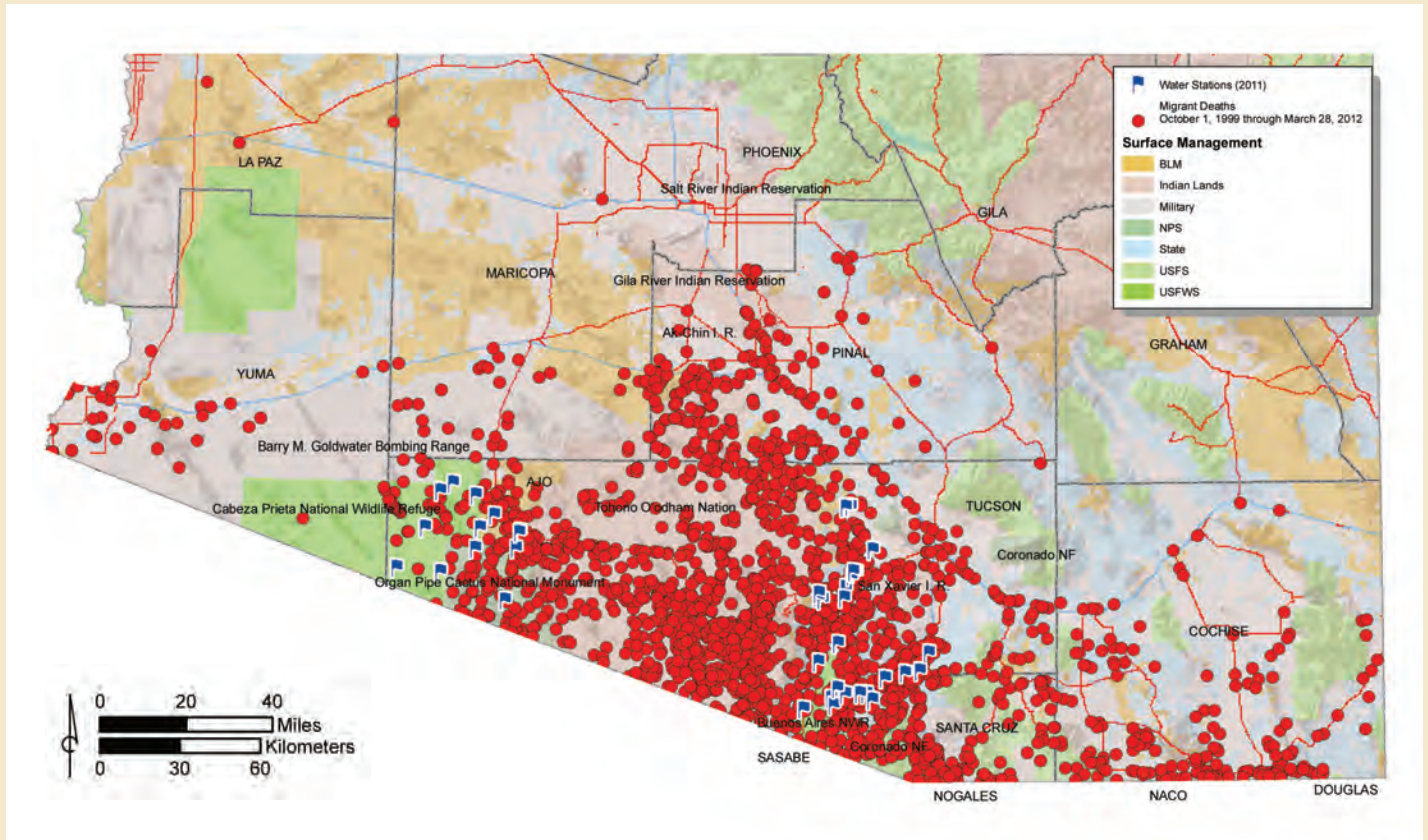 Water Stations (2011)
Migrant Deaths
October 1, 1999 through March 28, 2012
Surface Management
BLM
Indian Lands
Military
NPS
State
USFS
USFWS
LA PAZ
PHOENIX
Salt River Indian Reservation
GILA
MARICOPA
Gila River Indian Reservation
Ak-Chin I. R.
PINAL
GRAHAM
YUMA
Barry M. Goldwater Bombing Range
AJO
Cabeza Prieta National Wildlife Refuge
Tohono O'odham Nation
TUCSON
Coronado NF
Organ Pipe Cactus National Monument
San Xavier I. R.
COCHISE
Buenos Aires NWR
SANTA CRUZ
Coronado NF
SASABE
NOGALES
NACO
DOUGLAS
0 20 40
Miles
Kilometers
0 30 60